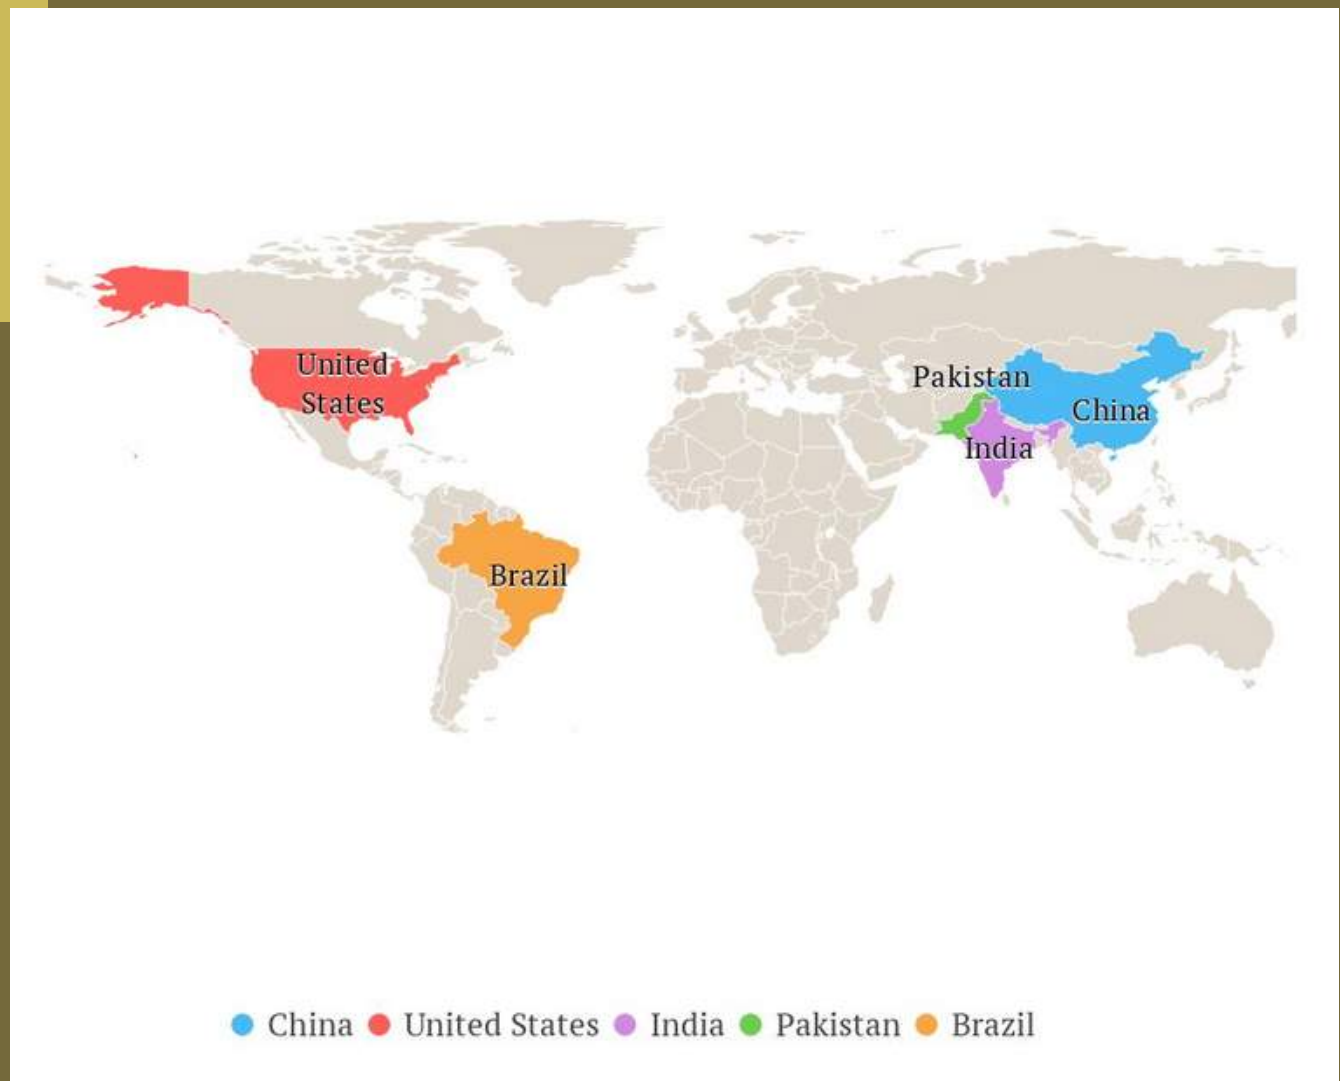 United
States
Pakistan
China
India
Brazil
China United States India Pakistan Brazil